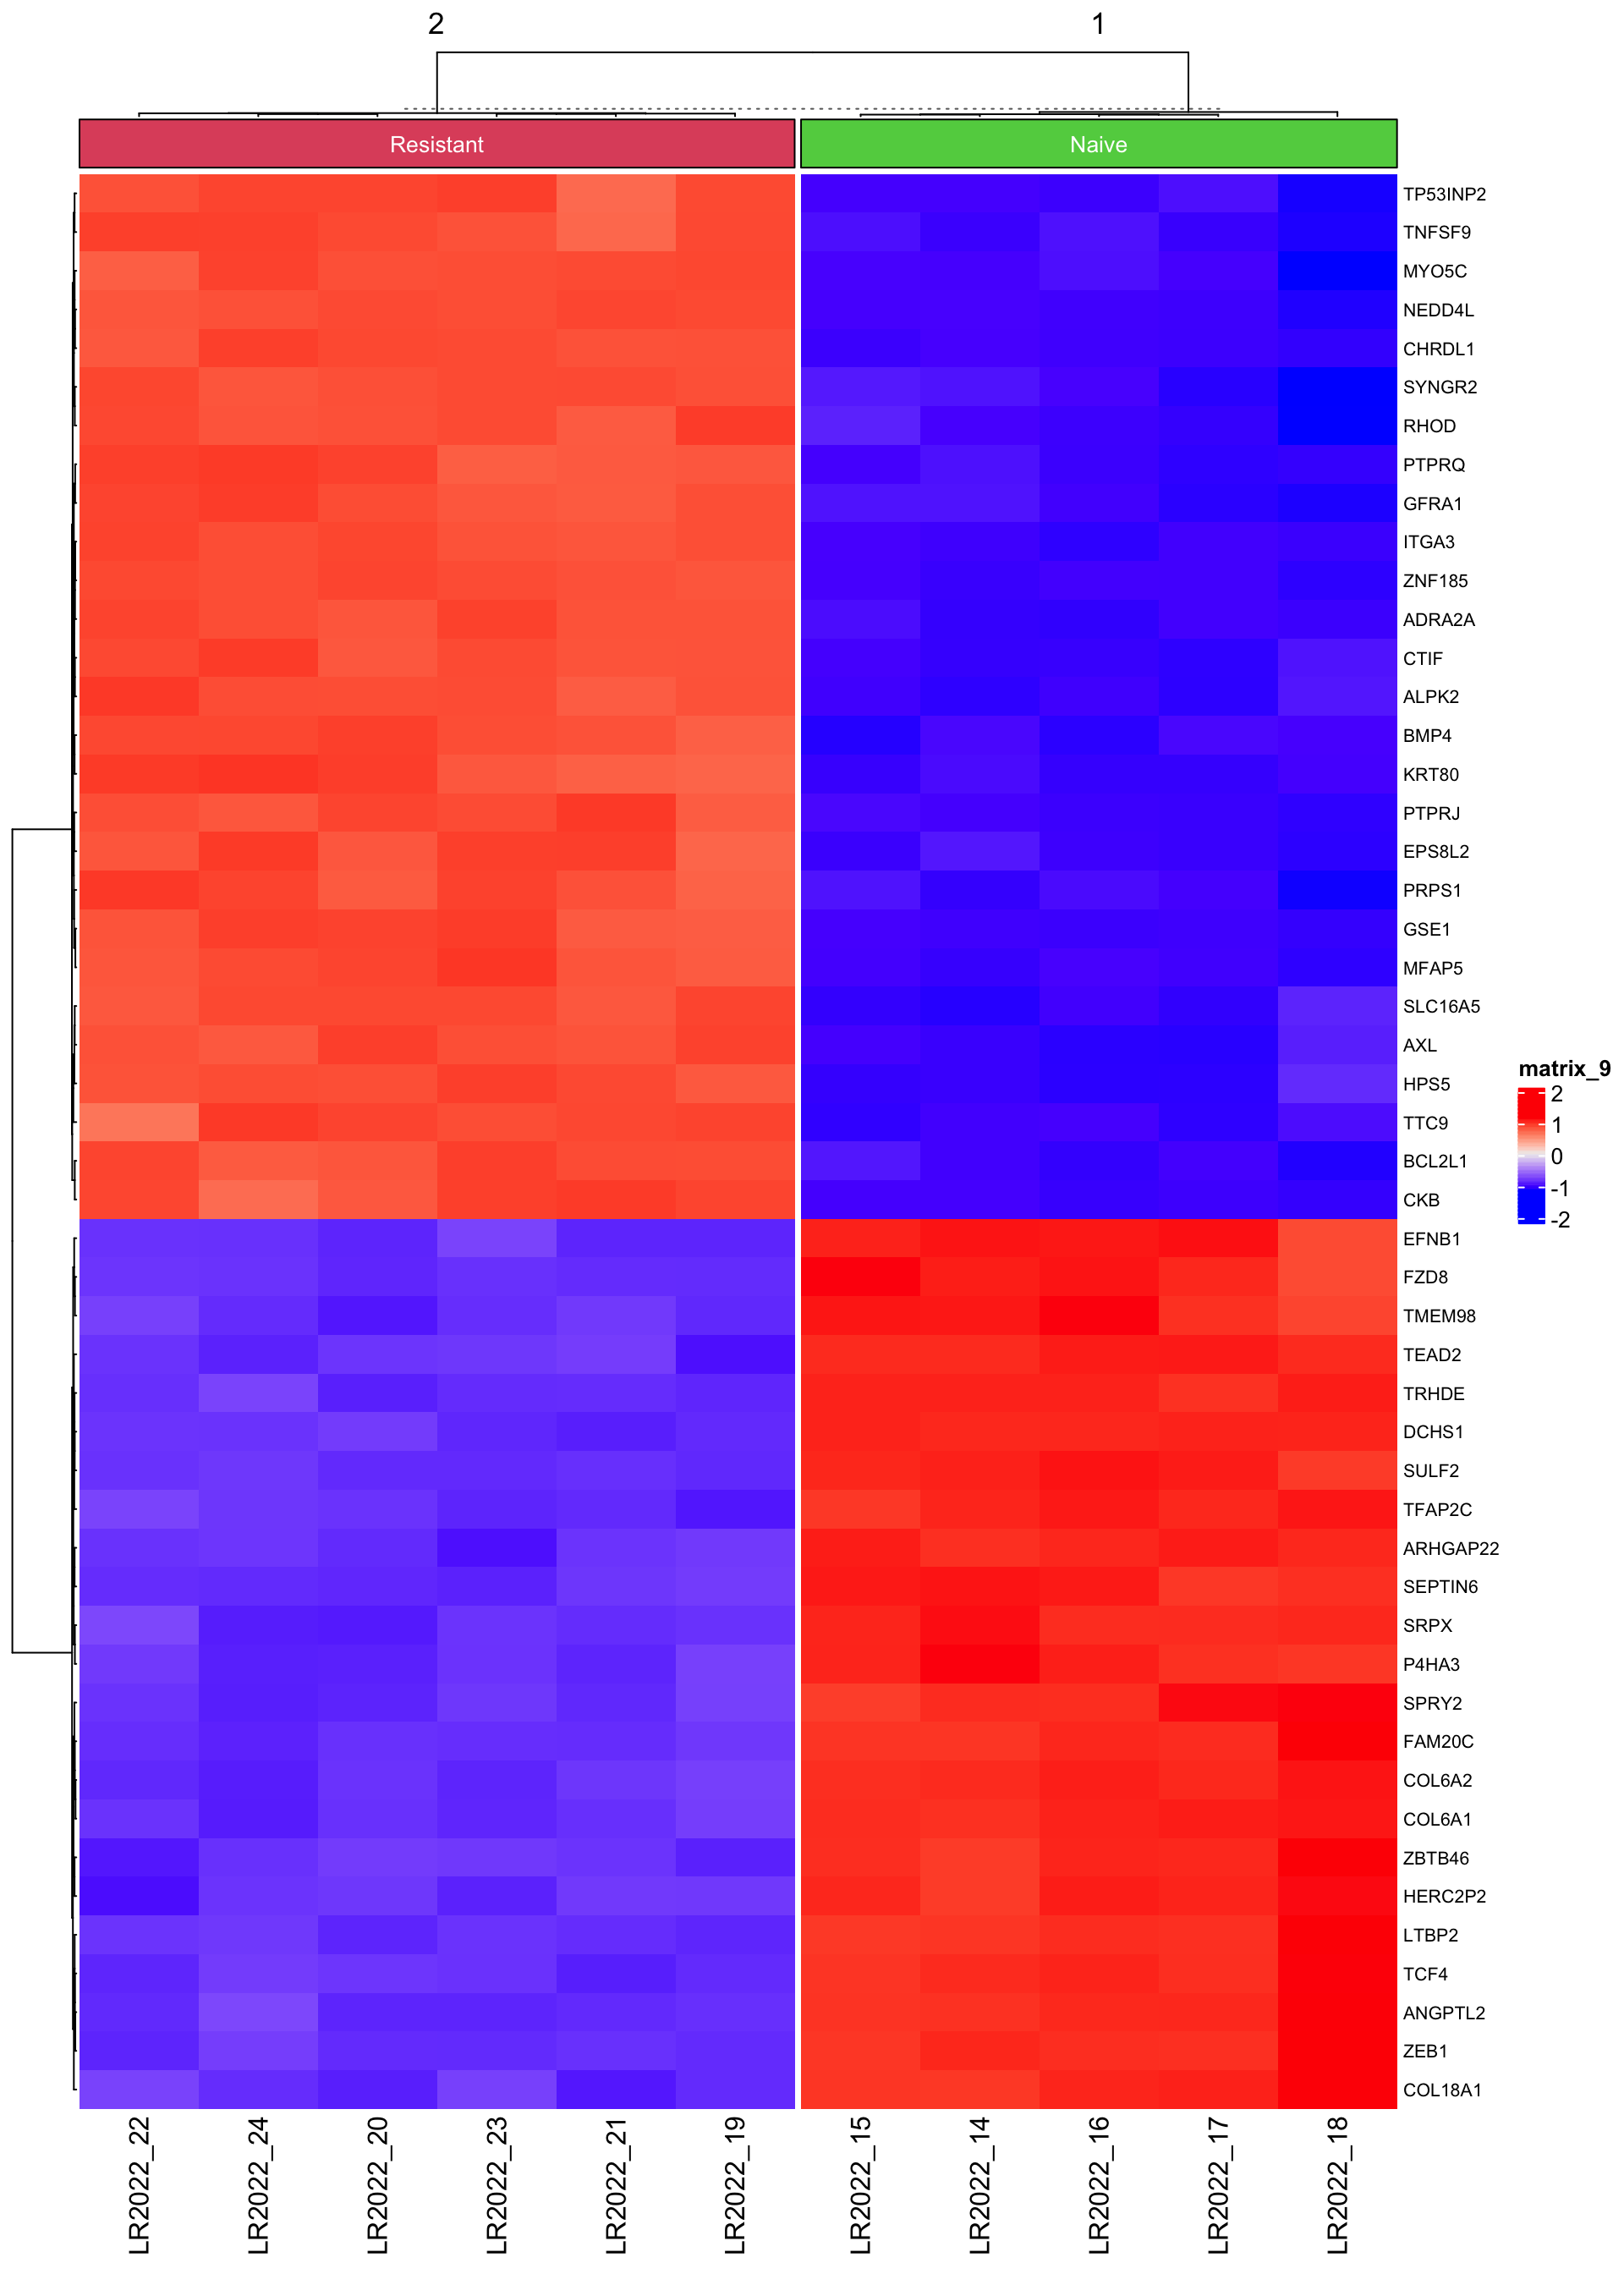 2
1
Resistant
Naive
TP53INP2
TNFSF9
MYO5C
NEDD4L
CHRDL1
SYNGR2
RHOD
PTPRQ
GFRA1
ITGA3
ZNF185
ADRA2A
CTIF
ALPK2
BMP4
KRT80
PTPRJ
EPS8L2
PRPS1
GSE1
MFAP5
SLC16A5
AXL
HPS5
TTC9
BCL2L1
CKB
EFNB1
FZD8
TMEM98
TEAD2
TRHDE
DCHS1
SULF2
TFAP2C
ARHGAP22
SEPTIN6
SRPX
P4HA3
SPRY2
FAM20C
COL6A2
COL6A1
ZBTB46
HERC2P2
LTBP2
TCF4
ANGPTL2
ZEB1
COL18A1
matrix_9
2
1
0
-1
-2
LR2022_22
LR2022_24
LR2022_20
LR2022_23
LR2022_21
LR2022_19
LR2022_15
LR2022_14
LR2022_16
LR2022_17
LR2022_18